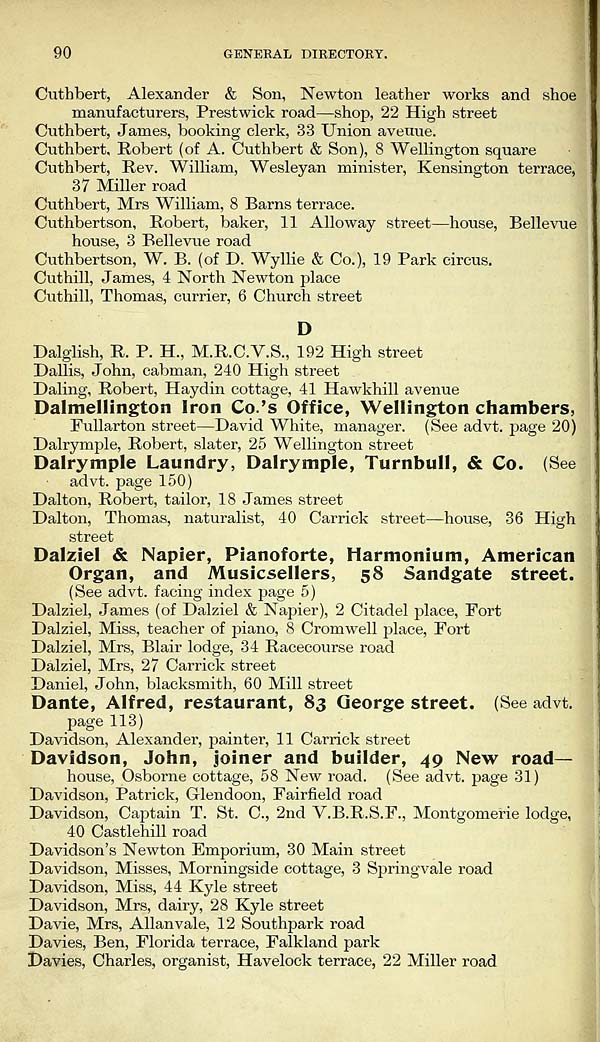 90 GENERAL DIRECTORY.
Cuthbert, Alexander & Son, Newton leather works and shoe
manufacturers, Prestwick road—shop, 22 High street
Cuthbert, James, booking clerk, 33 Union avenue.
Cuthbert, Robert (of A. Cuthbert & Son), 8 Wellington square
Cuthbert, Rev. William, Wesleyan minister, Kensington terrace,
37 Miller road
Cuthbert, Mrs William, 8 Barns terrace.
Cuthbertson, Robert, baker, 11 Alloway street—house, Bellevue
house, 3 Bellevue road
Cuthbertson, W. B. (of D. Wyllie & Co.), 19 Park circus.
Cuthill, James, 4 North Newton place
Cuthill, Thomas, currier, 6 Church street
D
Dalglish, R. P. H., M.R.C.V.S., 192 High street
Dallis, John, cabman, 240 High street
Daling, Robert, Haydin cottage, 41 Hawkhill avenue
Dalmellington Iron Co.'s Office, Wellington chambers,
Fullarton street—David White, manager. (See advt. page 20)
Dalrymple, Robert, slater, 25 Wellington street
Dalrymple Laundry, Dalrymple, Turnbull, & Co. (See
advt. page 150)
Dalton, Robert, tailor, 18 James street
Dalton, Thomas, naturalist, 40 Carrick street—house, 36 High
street
Dalziel & Napier, Pianoforte, Harmonium, American
Organ, and Musicsellers, 58 Sandgate street.
(See advt. facing index page 5)
Dalziel, James (of Dalziel & Napier), 2 Citadel place, Fort
Dalziel, Miss, teacher of piano, 8 Cromwell place, Fort
Dalziel, Mrs, Blair lodge, 34 Racecourse road
Dalziel, Mrs, 27 Carrick street
Daniel, John, blacksmith, 60 Mill street
Dante, Alfred, restaurant, 83 George street. (See advt.
page 113)
Davidson, Alexander, painter, 11 Carrick street
Davidson, John, joiner and builder, 49 New road—
house, Osborne cottage, 58 New road. (See advt. page 31)
Davidson, Patrick, Glendoon, Fairfield road
Davidson, Captain T. St. C., 2nd V.B.R.S.F., Montgomerie lodge,
40 Castlehill road
Davidson's Newton Emporium, 30 Main street
Davidson, Misses, Morningside cottage, 3 Springvale road
Davidson, Miss, 44 Kyle street
Davidson, Mrs, dairy, 28 Kyle street
Davie, Mrs, Allanvale, 12 Southpark road
Davies, Ben, Florida terrace, Falkland park
Davies, Charles, organist, Havelock terrace, 22 Miller road